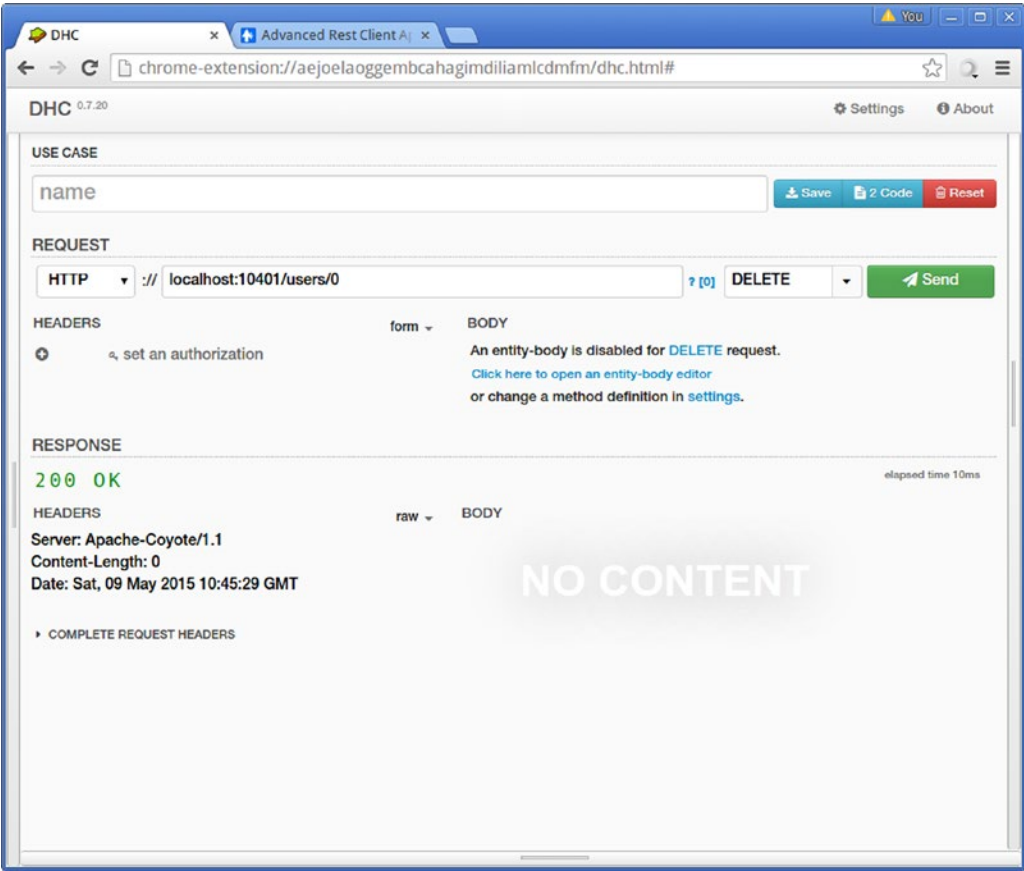 You
DHC
Advanced Rest Client Ap
chrome-extension://aejoelaoggembcahagimdiliamlcdmfm/dhc.html#
DHC 0.7.20 Settings About
USE CASE
name Save 2 Code Reset
REQUEST
HTTP :// localhost:10401/users/0 ? [0] DELETE Send
HEADERS form BODY
set an authorization An entity-body is disabled for DELETE request.
Click here to open an entity-body editor
or change a method definition in settings.
RESPONSE
200 OK elapsed time 10ms
HEADERS raw BODY
Server: Apache-Coyote/1.1
Content-Length: 0
Date: Sat, 09 May 2015 10:45:29 GMT
NO CONTENT
COMPLETE REQUEST HEADERS